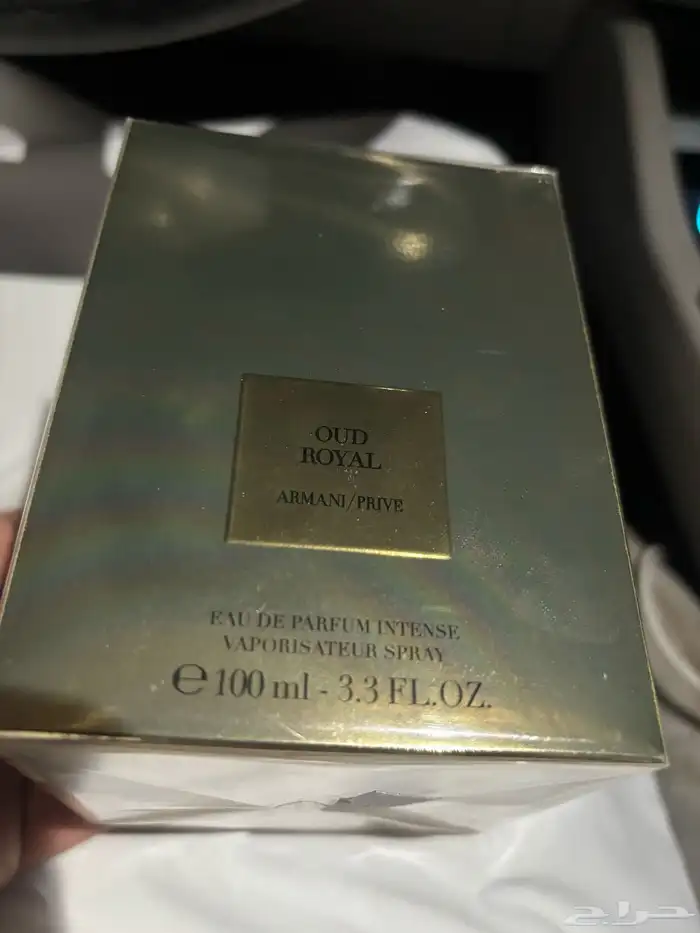 OUD
ROYAL
ARMANI/PRIVE
EAU DE PARFUM INTENSE
VAPORISATEUR SPRAY
℮ 100 ml - 3.3 FL.OZ.
حراج